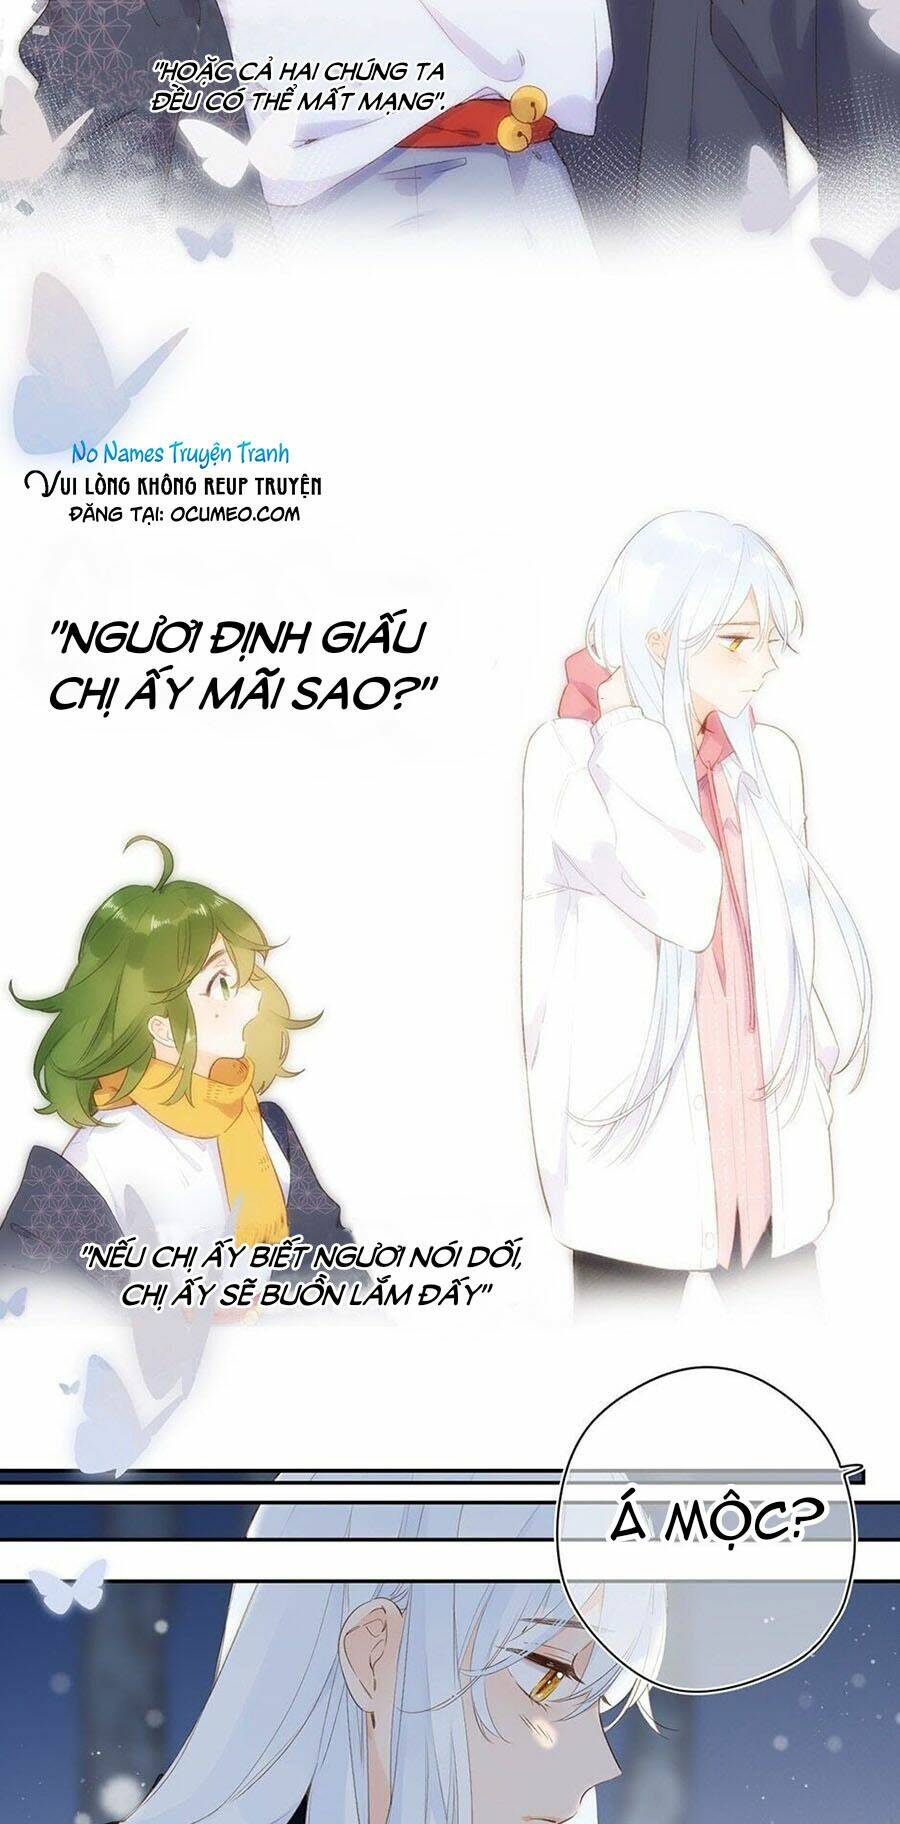 "HOẶC CẢ HAI CHÚNG TA
ĐỀU CÓ THỂ MẤT MẠNG".
No Names Truyện Tranh
VUI LÒNG KHÔNG REUP TRUYỆN
ĐĂNG TẠI: OCUMEO.COM
"NGƯƠI ĐỊNH GIẤU
CHỊ ẤY MÃI SAO?"
"NẾU CHỊ ẤY BIẾT NGƯƠI NÓI DỐI,
CHỊ ẤY SẼ BUỒN LẮM ĐẤY"
Á MỘC?